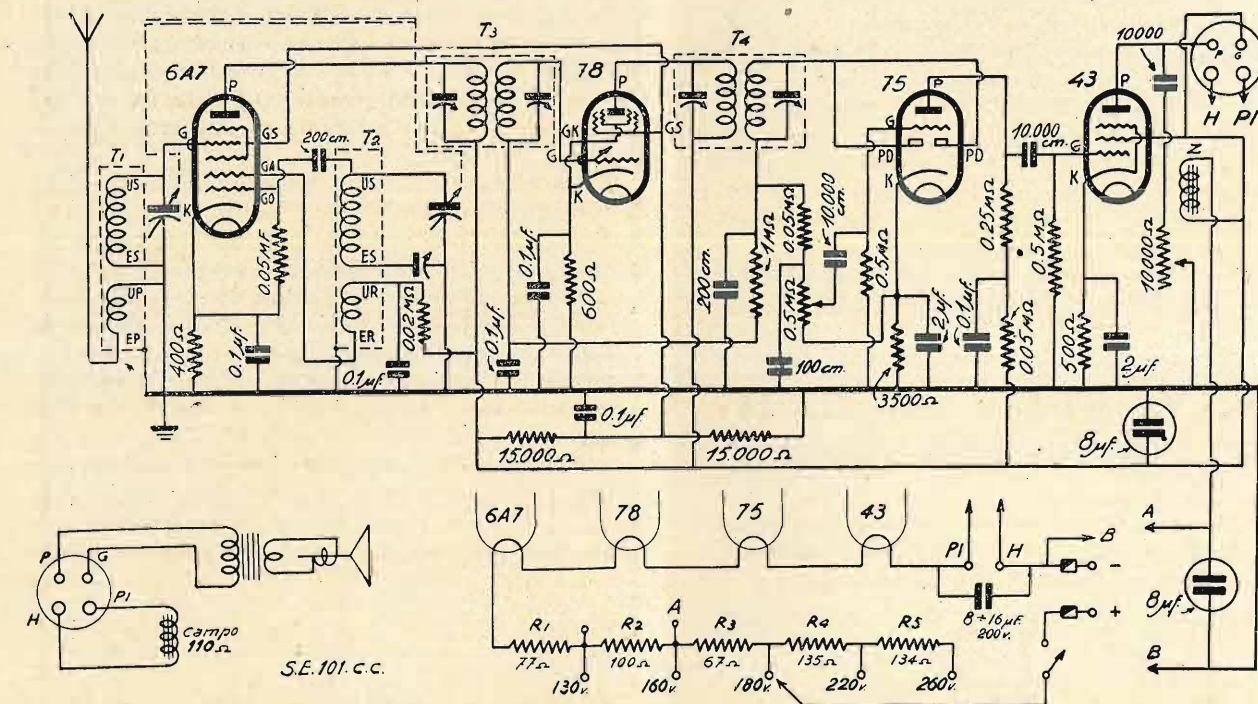 6A7
T3
78
T4
75
43
10000
P
G
H
PI
P
G
GS
GA
GO
K
200 cm.
T1
US
ES
UP
EP
T2
US
ES
UR
ER
0.05MF
400Ω
0.1μf.
0.1μf.
0.02MΩ
P
GK
G
GS
K
0.1μf.
0.1μf.
600Ω
200cm.
1MΩ
0.05MΩ
0.5MΩ
10.000 cm.
100cm
0.5MΩ
P
G
PD
PD
K
0.25MΩ
10.000 cm.
2μf.
0.1μf.
0.05MΩ
3500Ω
P
G
K
0.5MΩ
500Ω
2μf.
10.000Ω
Z
0.1μf.
15.000Ω
15.000Ω
8μf.
6A7
78
75
43
PI
H
B
-
+
8÷16μf.
200v.
A
B
8μf.
P
G
H
PI
campo
110Ω
S.E.101.C.C.
R1
77Ω
R2
100Ω
A
R3
67Ω
R4
135Ω
R5
134Ω
130v.
160v.
180v.
220v.
260v.